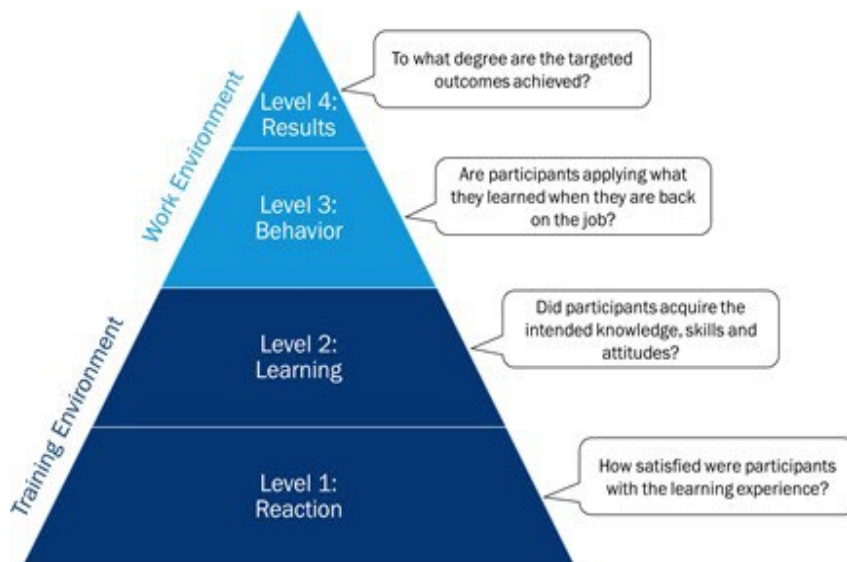 To what degree are the targeted
outcomes achieved?
Level 4:
Results
Work Environment
Are participants applying what
they learned when they are back
on the job?
Level 3:
Behavior
Did participants acquire the
intended knowledge, skills and
attitudes?
Level 2:
Learning
Training Environment
How satisfied were participants
with the learning experience?
Level 1:
Reaction